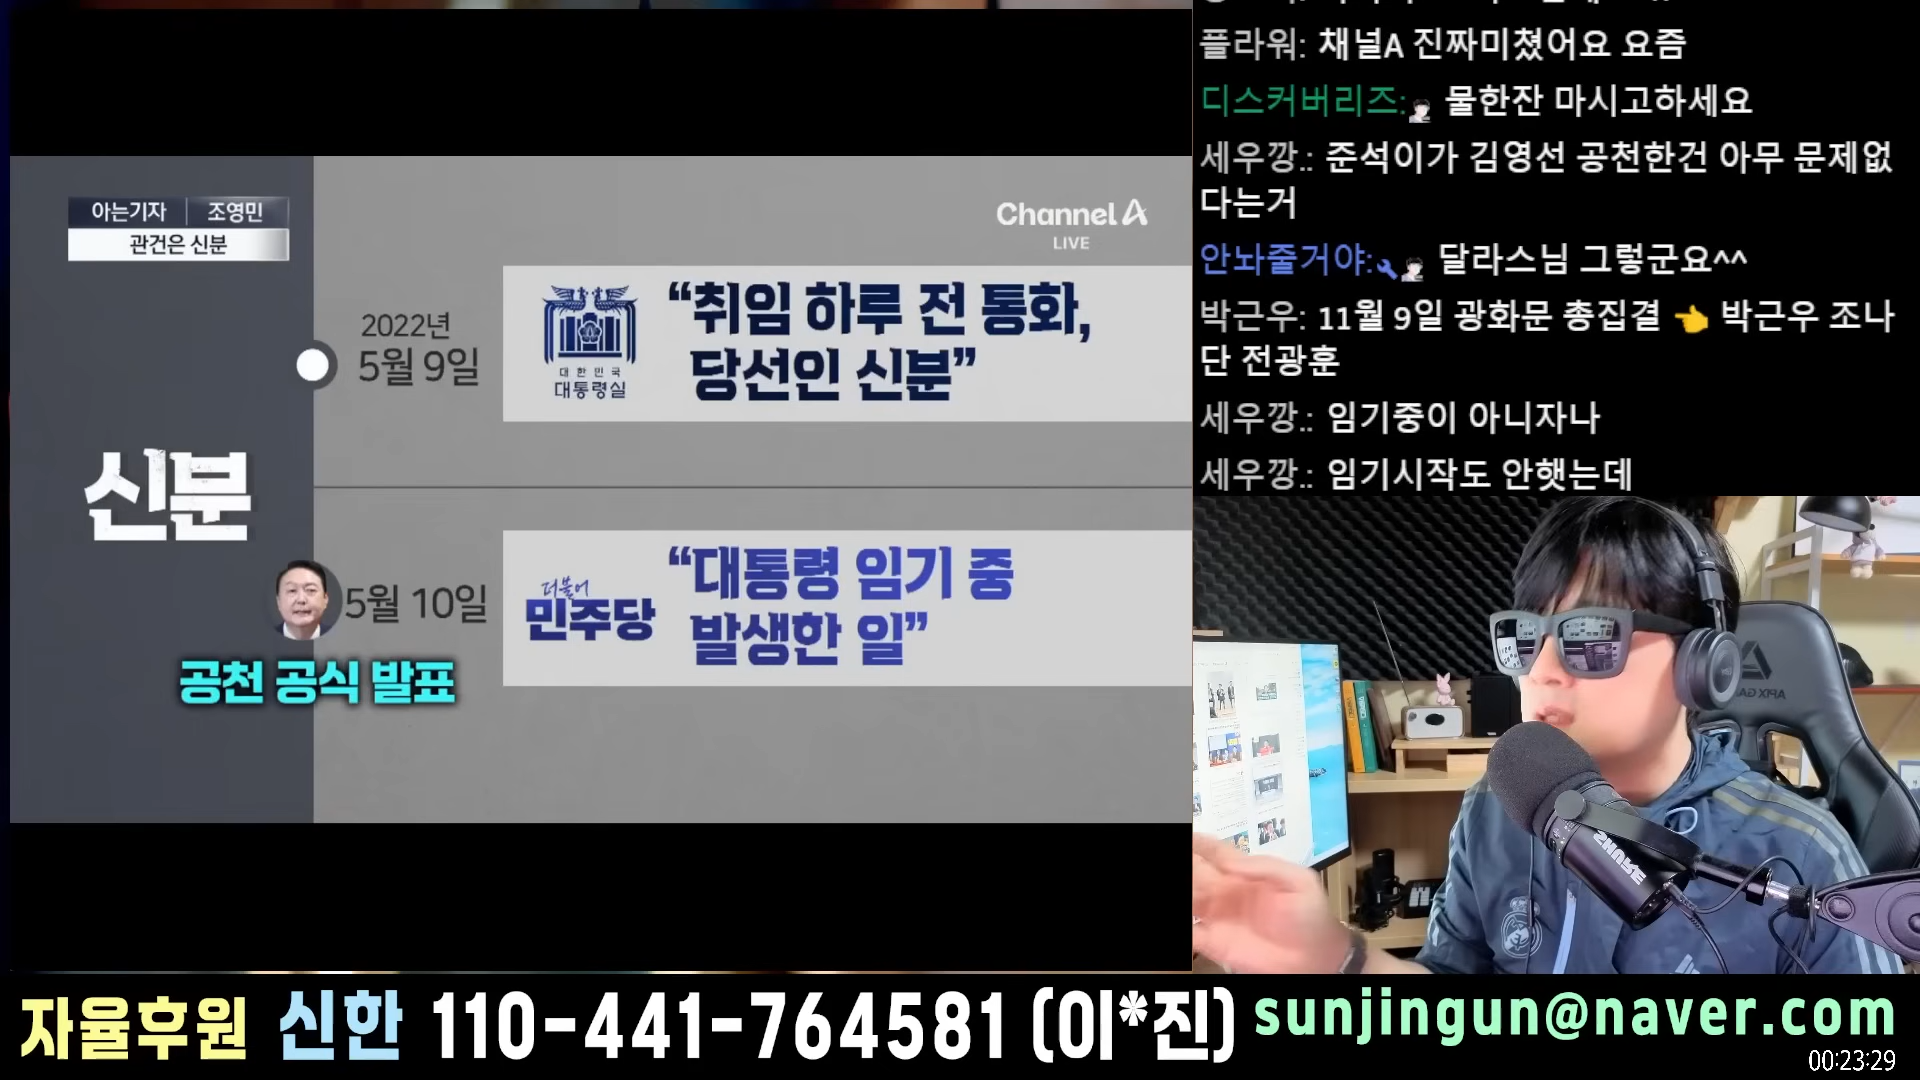 플라워: 채널A 진짜미쳤어요 요즘
디스커버리즈: 물한잔 마시고하세요
세우깡.: 준석이가 김영선 공천한건 아무 문제없
다는거
안놔줄거야: 달라스님 그렇군요^^
박근우: 11월 9일 광화문 총집결 👈 박근우 조나
단 전광훈
세우깡.: 임기중이 아니자나
세우깡.: 임기시작도 안햇는데
아는기자 조영민
관건은 신분
Channel A
LIVE
2022년
5월 9일
대한민국
대통령실
“취임 하루 전 통화,
당선인 신분”
신분
5월 10일
더불어
민주당
“대통령 임기 중
발생한 일”
공천 공식 발표
SHURE
자율후원 신한 110-441-764581 (이*진) sunjingun@naver.com
00:23:29